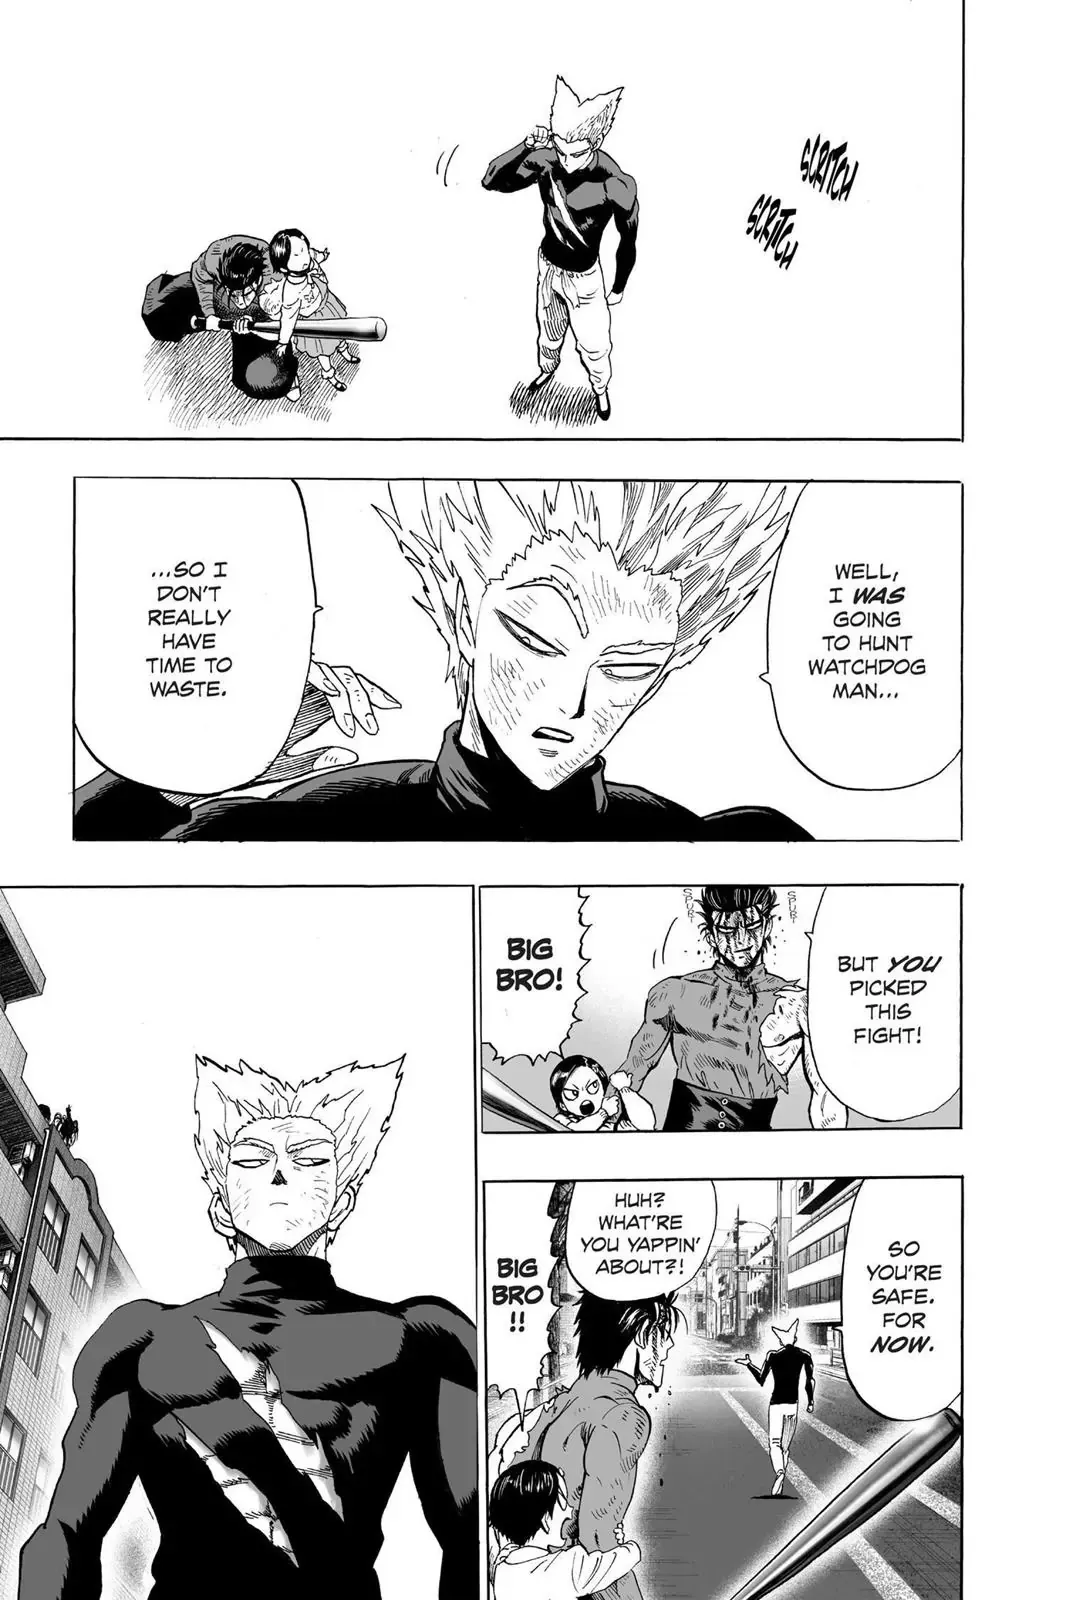 SCRITCH
SCRITCH
WELL,
I WAS
GOING
TO HUNT
WATCHDOG
MAN...
...SO I
DON'T
REALLY
HAVE
TIME TO
WASTE.
SPURT
SPURT
BUT YOU
PICKED
THIS
FIGHT!
BIG
BRO!
SO
YOU'RE
SAFE.
FOR
NOW.
HUH?
WHAT'RE
YOU YAPPIN'
ABOUT?!
BIG
BRO
!!